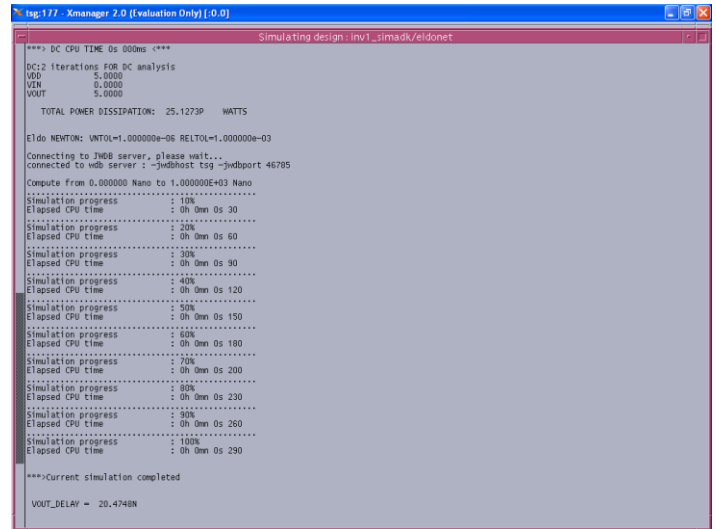 tsg:177 - Xmanager 2.0 (Evaluation Only) [:0.0]
Simulating design : inv1_simadk/eldonet
***> DC CPU TIME 0s 000ms <***
DC:2 iterations FOR DC analysis
VDD 5.0000
VIN 0.0000
VOUT 5.0000
TOTAL POWER DISSIPATION: 25.1273P WATTS
Eldo NEWTON: VNTOL=1.000000e-06 RELTOL=1.000000e-03
Connecting to JWDB server, please wait...
connected to wdb server : -jwdbhost tsg -jwdbport 46785
Compute from 0.000000 Nano to 1.000000E+03 Nano
..........................................
Simulation progress : 10%
Elapsed CPU time : 0h 0mn 0s 30
..........................................
Simulation progress : 20%
Elapsed CPU time : 0h 0mn 0s 60
..........................................
Simulation progress : 30%
Elapsed CPU time : 0h 0mn 0s 90
..........................................
Simulation progress : 40%
Elapsed CPU time : 0h 0mn 0s 120
..........................................
Simulation progress : 50%
Elapsed CPU time : 0h 0mn 0s 150
..........................................
Simulation progress : 60%
Elapsed CPU time : 0h 0mn 0s 180
..........................................
Simulation progress : 70%
Elapsed CPU time : 0h 0mn 0s 200
..........................................
Simulation progress : 80%
Elapsed CPU time : 0h 0mn 0s 230
..........................................
Simulation progress : 90%
Elapsed CPU time : 0h 0mn 0s 260
..........................................
Simulation progress : 100%
Elapsed CPU time : 0h 0mn 0s 290
***>Current simulation completed
VOUT_DELAY = 20.4748N